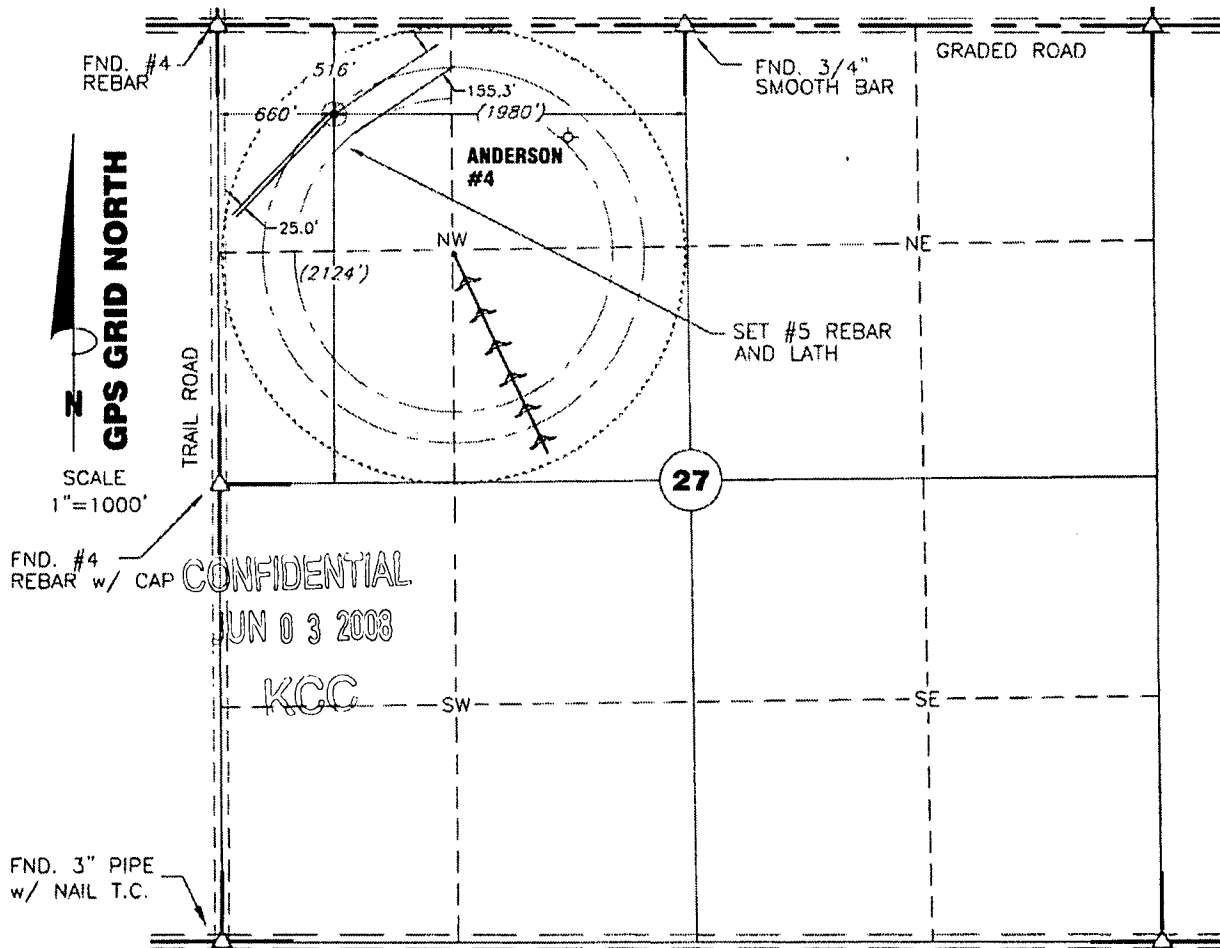 FND. #4
REBAR
516'
660'
155.3'
(1980')
FND. 3/4"
SMOOTH BAR
GRADED ROAD
ANDERSON
#4
25.0'
NW
NE
(2124')
GPS GRID NORTH
N
SCALE
1"=1000'
TRAIL ROAD
SET #5 REBAR
AND LATH
27
FND. #4
REBAR w/ CAP
CONFIDENTIAL
JUN 03 2008
KCC
SW
SE
FND. 3" PIPE
w/ NAIL T.C.